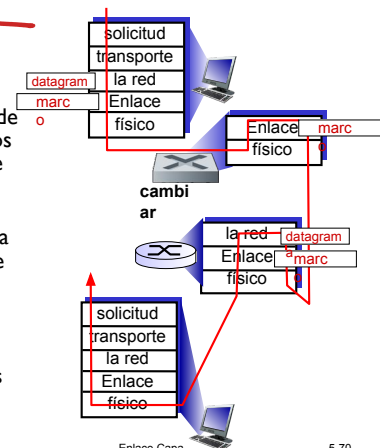 solicitud
transporte
datagram
la red
marc
o
Enlace
físico
de
os
e
a
e
s
Enlace
marc
o
físico
cambi
ar
la red
datagram
a
Enlace
marc
o
físico
solicitud
transporte
la red
Enlace
físico
Enlace Capa
5-70